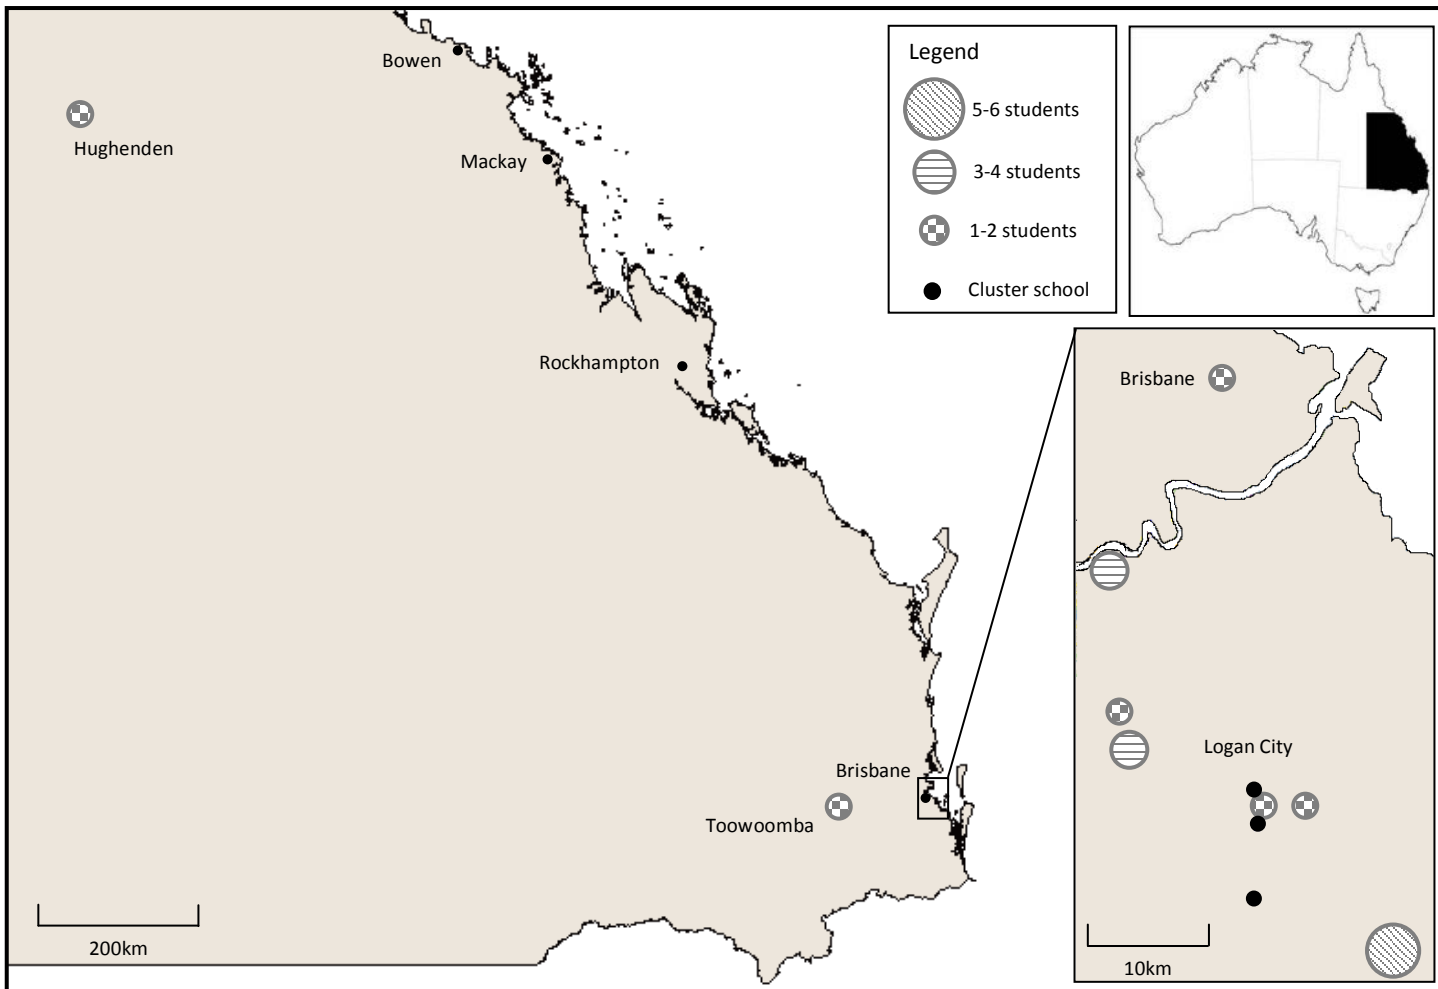 Bowen
Hughenden
Mackay
Rockhampton
Brisbane
Toowoomba
200km
Legend
5-6 students
3-4 students
1-2 students
Cluster school
Brisbane
Logan City
10km